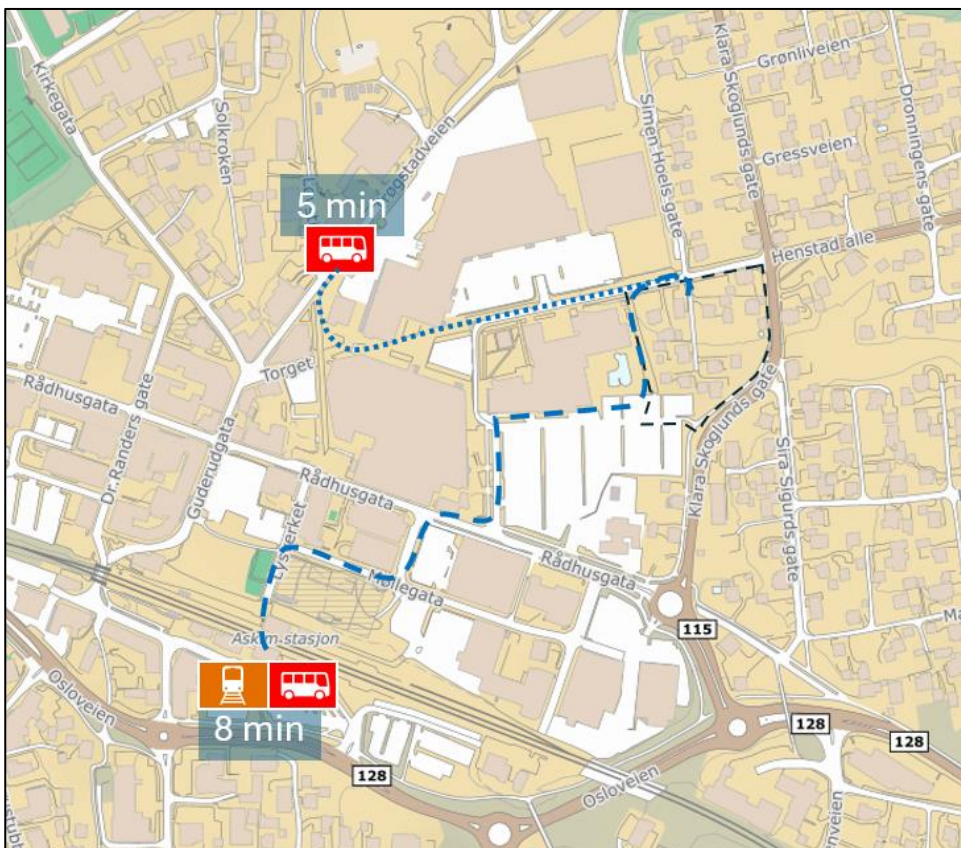 Kirkegata
Solkroken
Simen Hoels gate
Klara Skoglunds gate
Grønliveien
Dronningens gate
Gressveien
Henstad alle
5 min
Torget
Rådhusgata
Dr. Randers gate
Guderudgata
Rådhusgata
Klara Skoglunds gate
Sira Sigurds gate
Møllegata
Rådhusgata
115
Askim stasjon
Osloveien
8 min
128
128
128
Osloveien